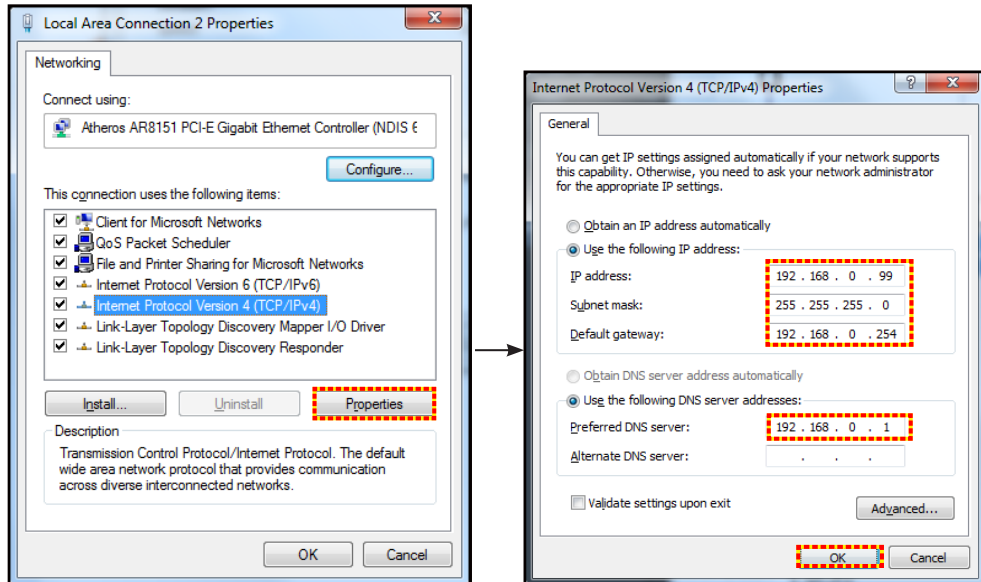 Local Area Connection 2 Properties
Networking
Connect using:
Atheros AR8151 PCI-E Gigabit Ethernet Controller (NDIS 6
Configure...
This connection uses the following items:
Client for Microsoft Networks
QoS Packet Scheduler
File and Printer Sharing for Microsoft Networks
Internet Protocol Version 6 (TCP/IPv6)
Internet Protocol Version 4 (TCP/IPv4)
Link-Layer Topology Discovery Mapper I/O Driver
Link-Layer Topology Discovery Responder
Install...
Uninstall
Properties
Description
Transmission Control Protocol/Internet Protocol. The default
wide area network protocol that provides communication
across diverse interconnected networks.
OK
Cancel
Internet Protocol Version 4 (TCP/IPv4) Properties
General
You can get IP settings assigned automatically if your network supports
this capability. Otherwise, you need to ask your network administrator
for the appropriate IP settings.
Obtain an IP address automatically
Use the following IP address:
IP address: 192 . 168 . 0 . 99
Subnet mask: 255 . 255 . 255 . 0
Default gateway: 192 . 168 . 0 . 254
Obtain DNS server address automatically
Use the following DNS server addresses:
Preferred DNS server: 192 . 168 . 0 . 1
Alternate DNS server: . . .
Validate settings upon exit
Advanced...
OK
Cancel